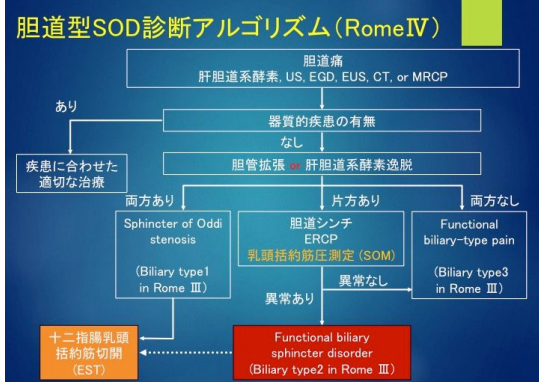 胆道型SOD診断アルゴリズム(RomeⅣ)
胆道痛
肝胆道系酵素, US, EGD, EUS, CT, or MRCP
あり
器質的疾患の有無
なし
疾患に合わせた
適切な治療
胆管拡張 or 肝胆道系酵素逸脱
両方あり
片方あり
両方なし
Sphincter of Oddi
stenosis
(Biliary type1
in Rome Ⅲ)
胆道シンチ
ERCP
乳頭括約筋圧測定 (SOM)
Functional
biliary-type pain
(Biliary type3
in Rome Ⅲ)
異常なし
異常あり
十二指腸乳頭
括約筋切開
(EST)
Functional biliary
sphincter disorder
(Biliary type2 in Rome Ⅲ)